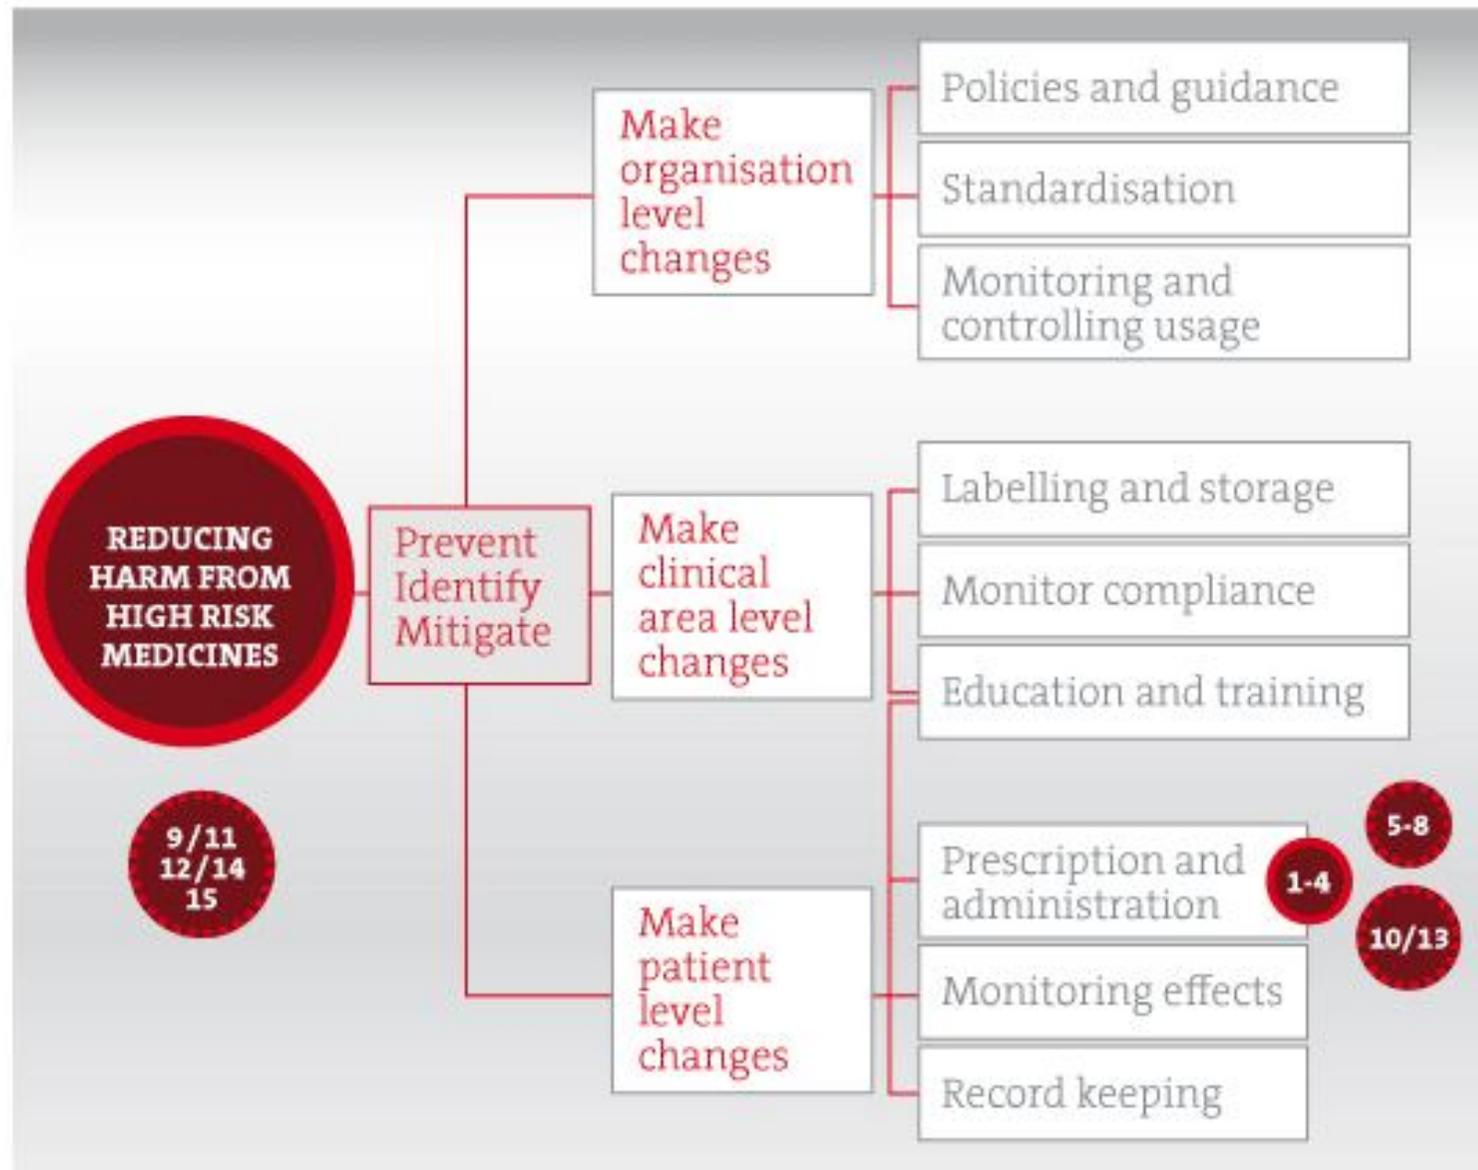 REDUCING
HARM FROM
HIGH RISK
MEDICINES
9/11
12/14
15
Prevent
Identify
Mitigate
Make
organisation
level
changes
Policies and guidance
Standardisation
Monitoring and
controlling usage
Make
clinical
area level
changes
Labelling and storage
Monitor compliance
Education and training
Make
patient
level
changes
Prescription and
administration
1-4
5-8
10/13
Monitoring effects
Record keeping